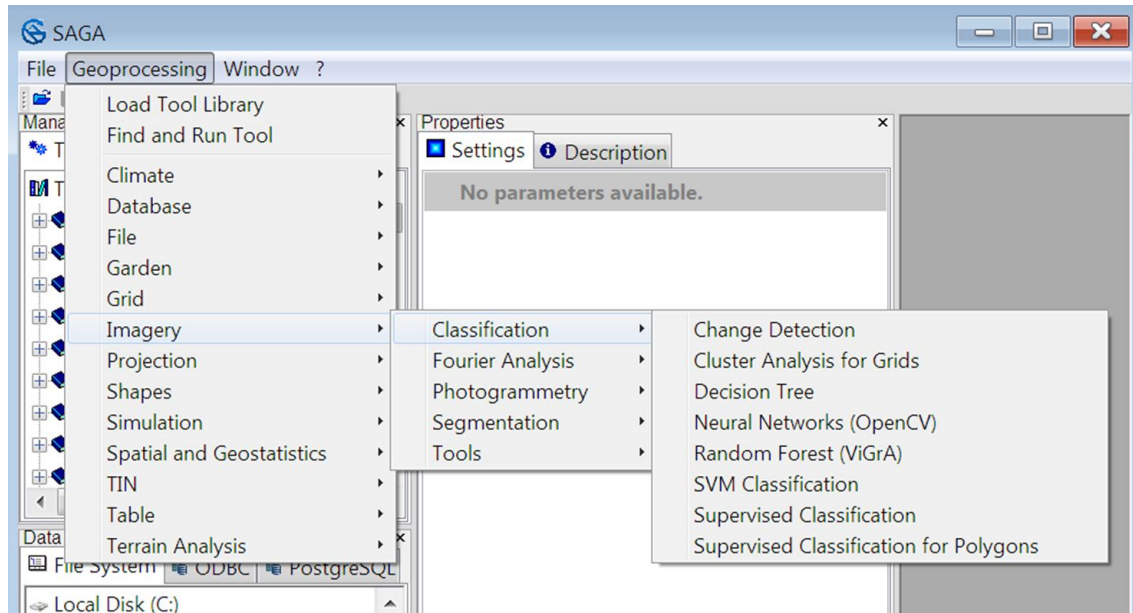 SAGA
File Geoprocessing Window ?
Load Tool Library
Find and Run Tool
Climate
Database
File
Garden
Grid
Imagery
Projection
Shapes
Simulation
Spatial and Geostatistics
TIN
Table
Terrain Analysis
Classification
Fourier Analysis
Photogrammetry
Segmentation
Tools
Change Detection
Cluster Analysis for Grids
Decision Tree
Neural Networks (OpenCV)
Random Forest (ViGrA)
SVM Classification
Supervised Classification
Supervised Classification for Polygons
Properties
Settings Description
No parameters available.
Data
File System ODBC PostgreSQL
Local Disk (C:)